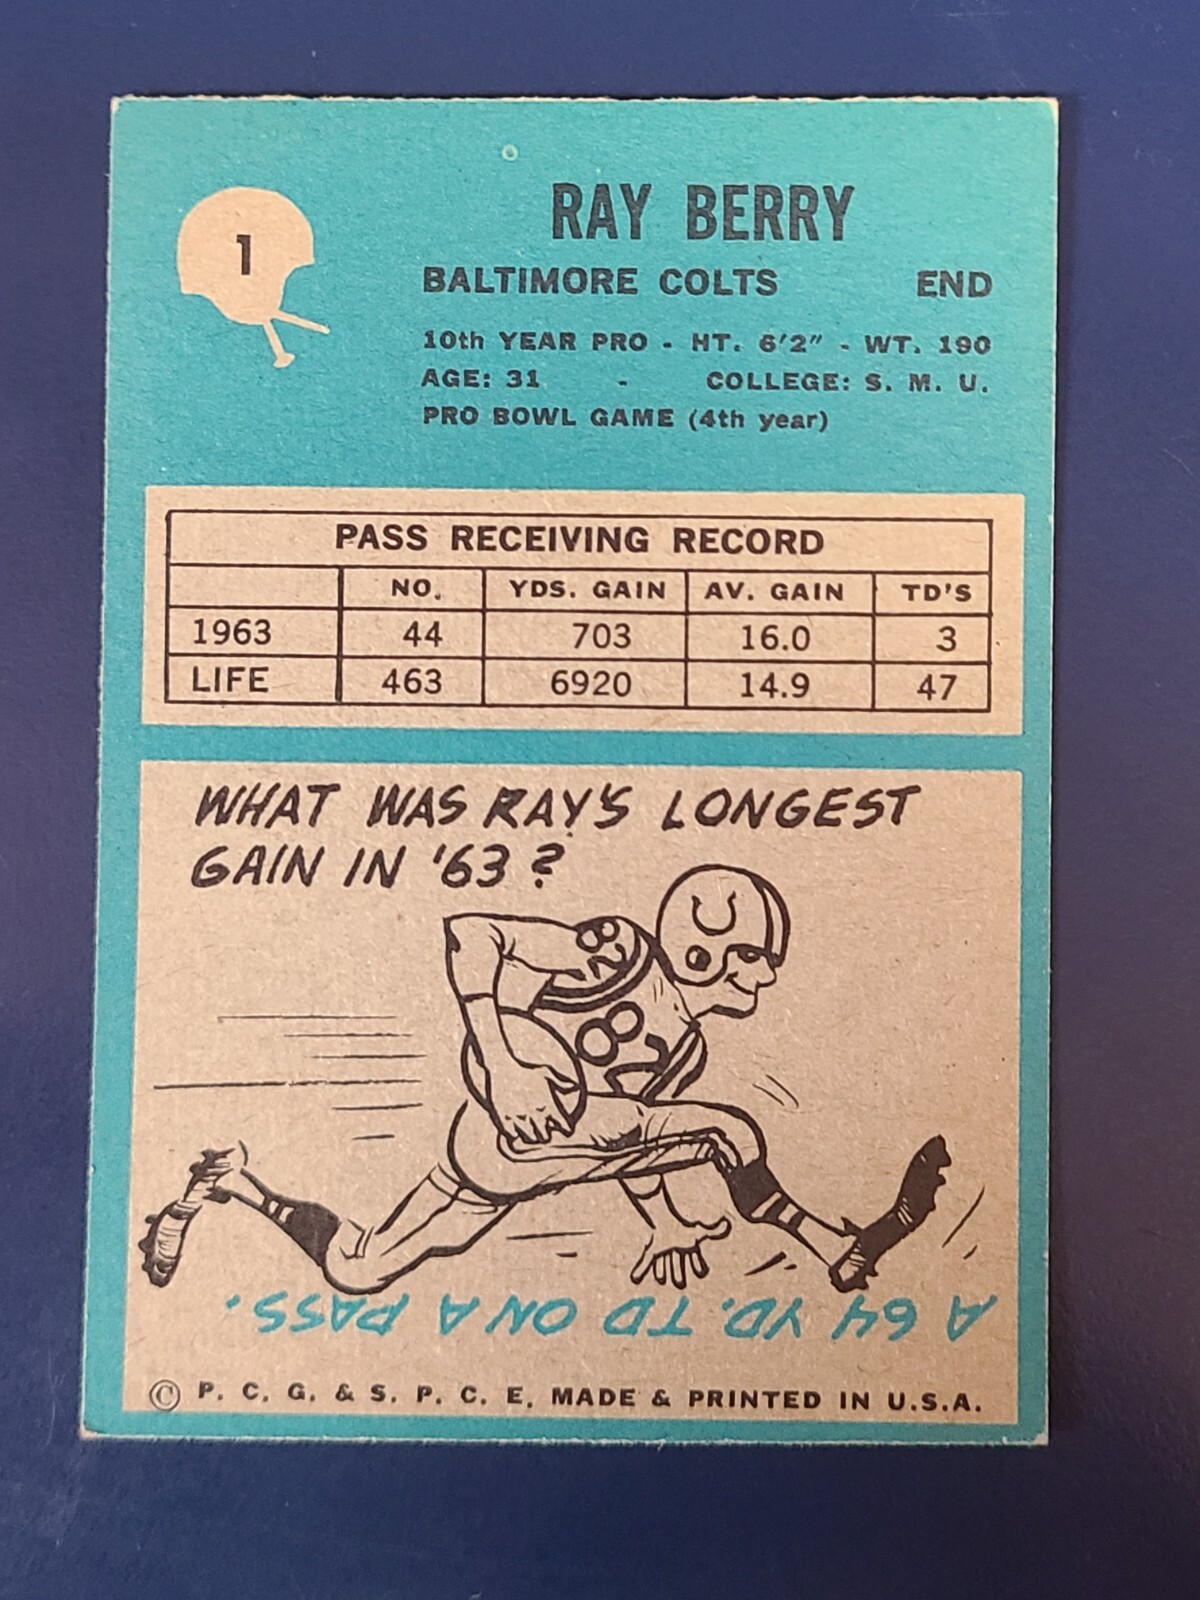 1
RAY BERRY
BALTIMORE COLTS END
10th YEAR PRO - HT. 6'2" - WT. 190
AGE: 31 - COLLEGE: S. M. U.
PRO BOWL GAME (4th year)
PASS RECEIVING RECORD
NO. YDS. GAIN AV. GAIN TD'S
1963 44 703 16.0 3
LIFE 463 6920 14.9 47
WHAT WAS RAY'S LONGEST
GAIN IN '63?
82
82
A 64 YD. TD ON A PASS.
© P. C. G. & S. P. C. E. MADE & PRINTED IN U.S.A.